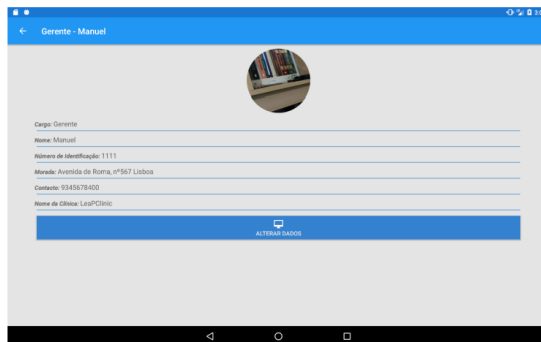 Gerente - Manuel
Cargo: Gerente
Nome: Manuel
Número de Identificação: 1111
Morada: Avenida de Roma, nº567 Lisboa
Contacto: 9345678400
Nome da Clínica: LeaPClinic
ALTERAR DADOS